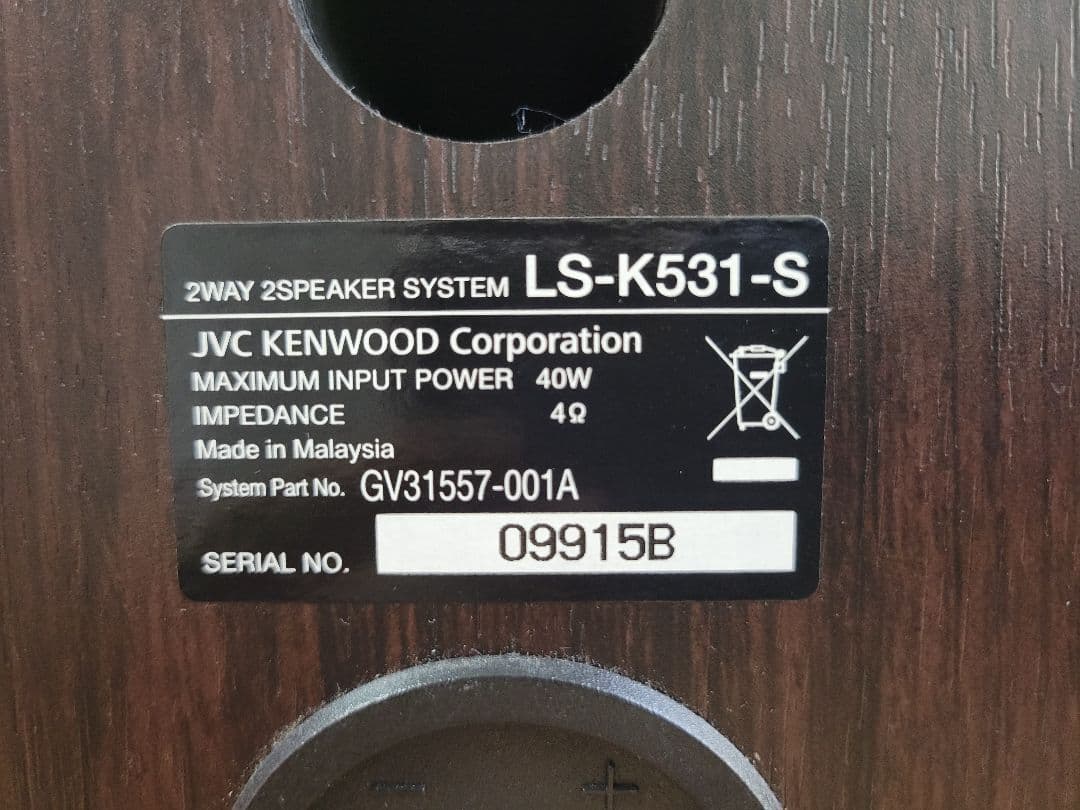 2WAY 2SPEAKER SYSTEM LS-K531-S
JVC KENWOOD Corporation
MAXIMUM INPUT POWER 40W
IMPEDANCE 4Ω
Made in Malaysia
System Part No. GV31557-001A
SERIAL NO. 09915B
− +